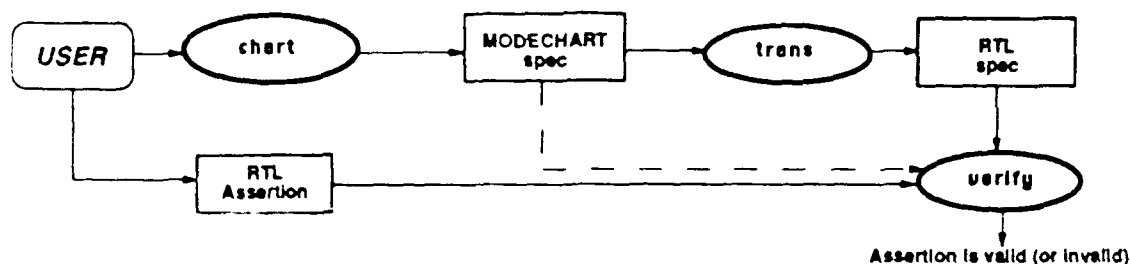 USER
chart
MODECHART
spec
trans
RTL
spec
RTL
Assertion
verify
Assertion is valid (or invalid)